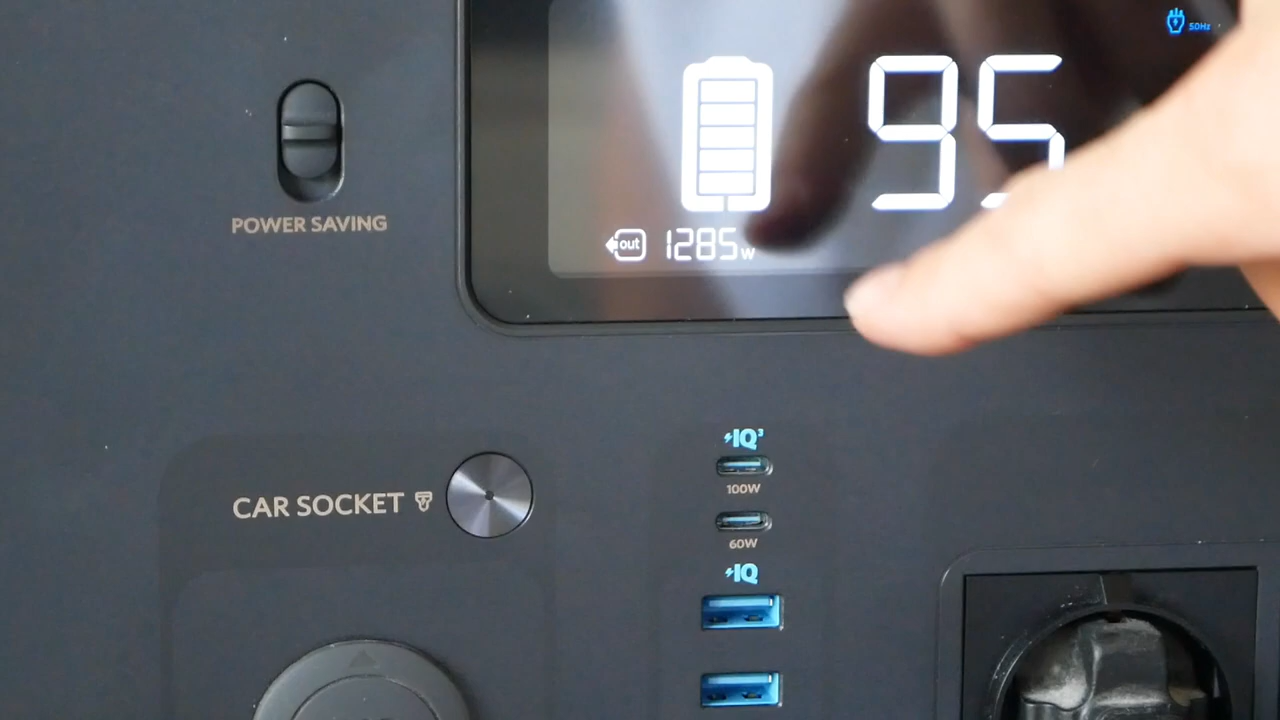 50Hz
95
out 1285w
POWER SAVING
IQ³
100W
CAR SOCKET
60W
IQ